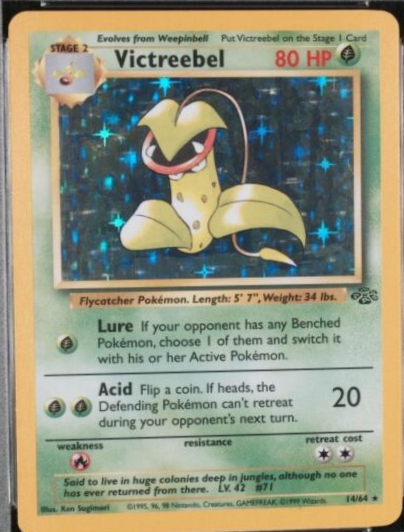 Evolves from Weepinbell Put Victreebel on the Stage 1 Card
STAGE 2
Victreebel 80 HP
Flycatcher Pokémon. Length: 5' 7", Weight: 34 lbs.
Lure If your opponent has any Benched
Pokémon, choose 1 of them and switch it
with his or her Active Pokémon.
Acid Flip a coin. If heads, the
Defending Pokémon can't retreat
during your opponent's next turn.
20
weakness resistance retreat cost
Said to live in huge colonies deep in jungles, although no one
has ever returned from there. LV. 42 #71
Illus. Ken Sugimori ©1995, 96, 98 Nintendo, Creatures, GAMEFREAK. ©1999 Wizards. 14/64 ★